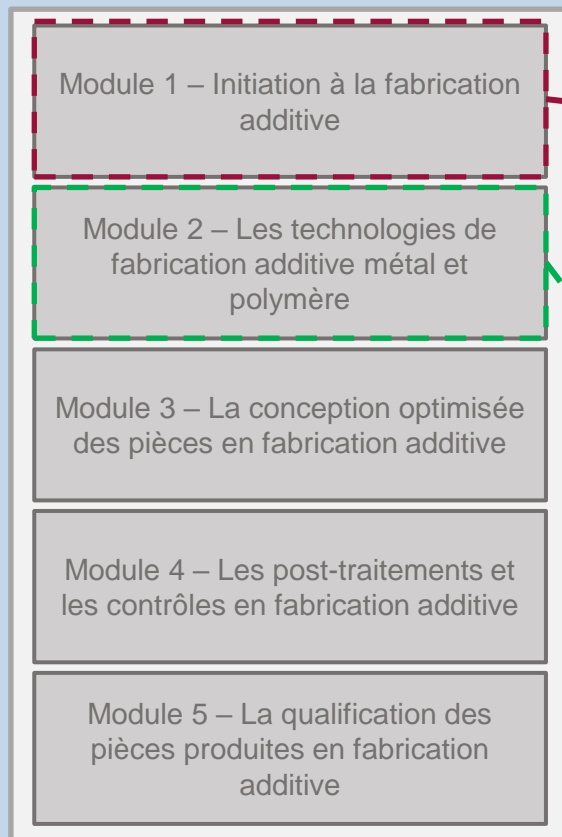 Module 1 – Initiation à la fabrication
additive
Module 2 – Les technologies de
fabrication additive métal et
polymère
Module 3 – La conception optimisée
des pièces en fabrication additive
Module 4 – Les post-traitements et
les contrôles en fabrication additive
Module 5 – La qualification des
pièces produites en fabrication
additive